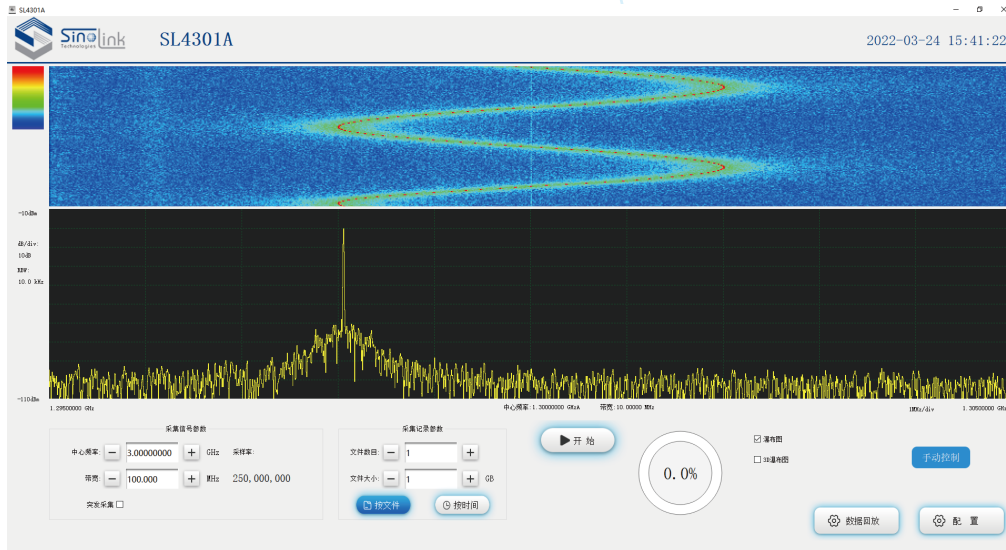 SL4301A
Sinolink
Technologies
SL4301A
2022-03-24 15:41:22
-10dBm
dB/div:
10dB
RBW:
10.0 kHz
-110dBm
1.29500000 GHz
中心频率:1.30000000 GHzA 带宽:10.00000 MHz
1MHz/div 1.30500000 GHz
采集信号参数
中心频率: − 3.00000000 + GHz 采样率:
带宽: − 100.000 + MHz 250,000,000
突发采集
采集记录参数
文件数目: − 1 +
文件大小: − 1 + GB
按文件 按时间
开 始
0.0%
瀑布图
3D瀑布图
手动控制
数据回放 配 置